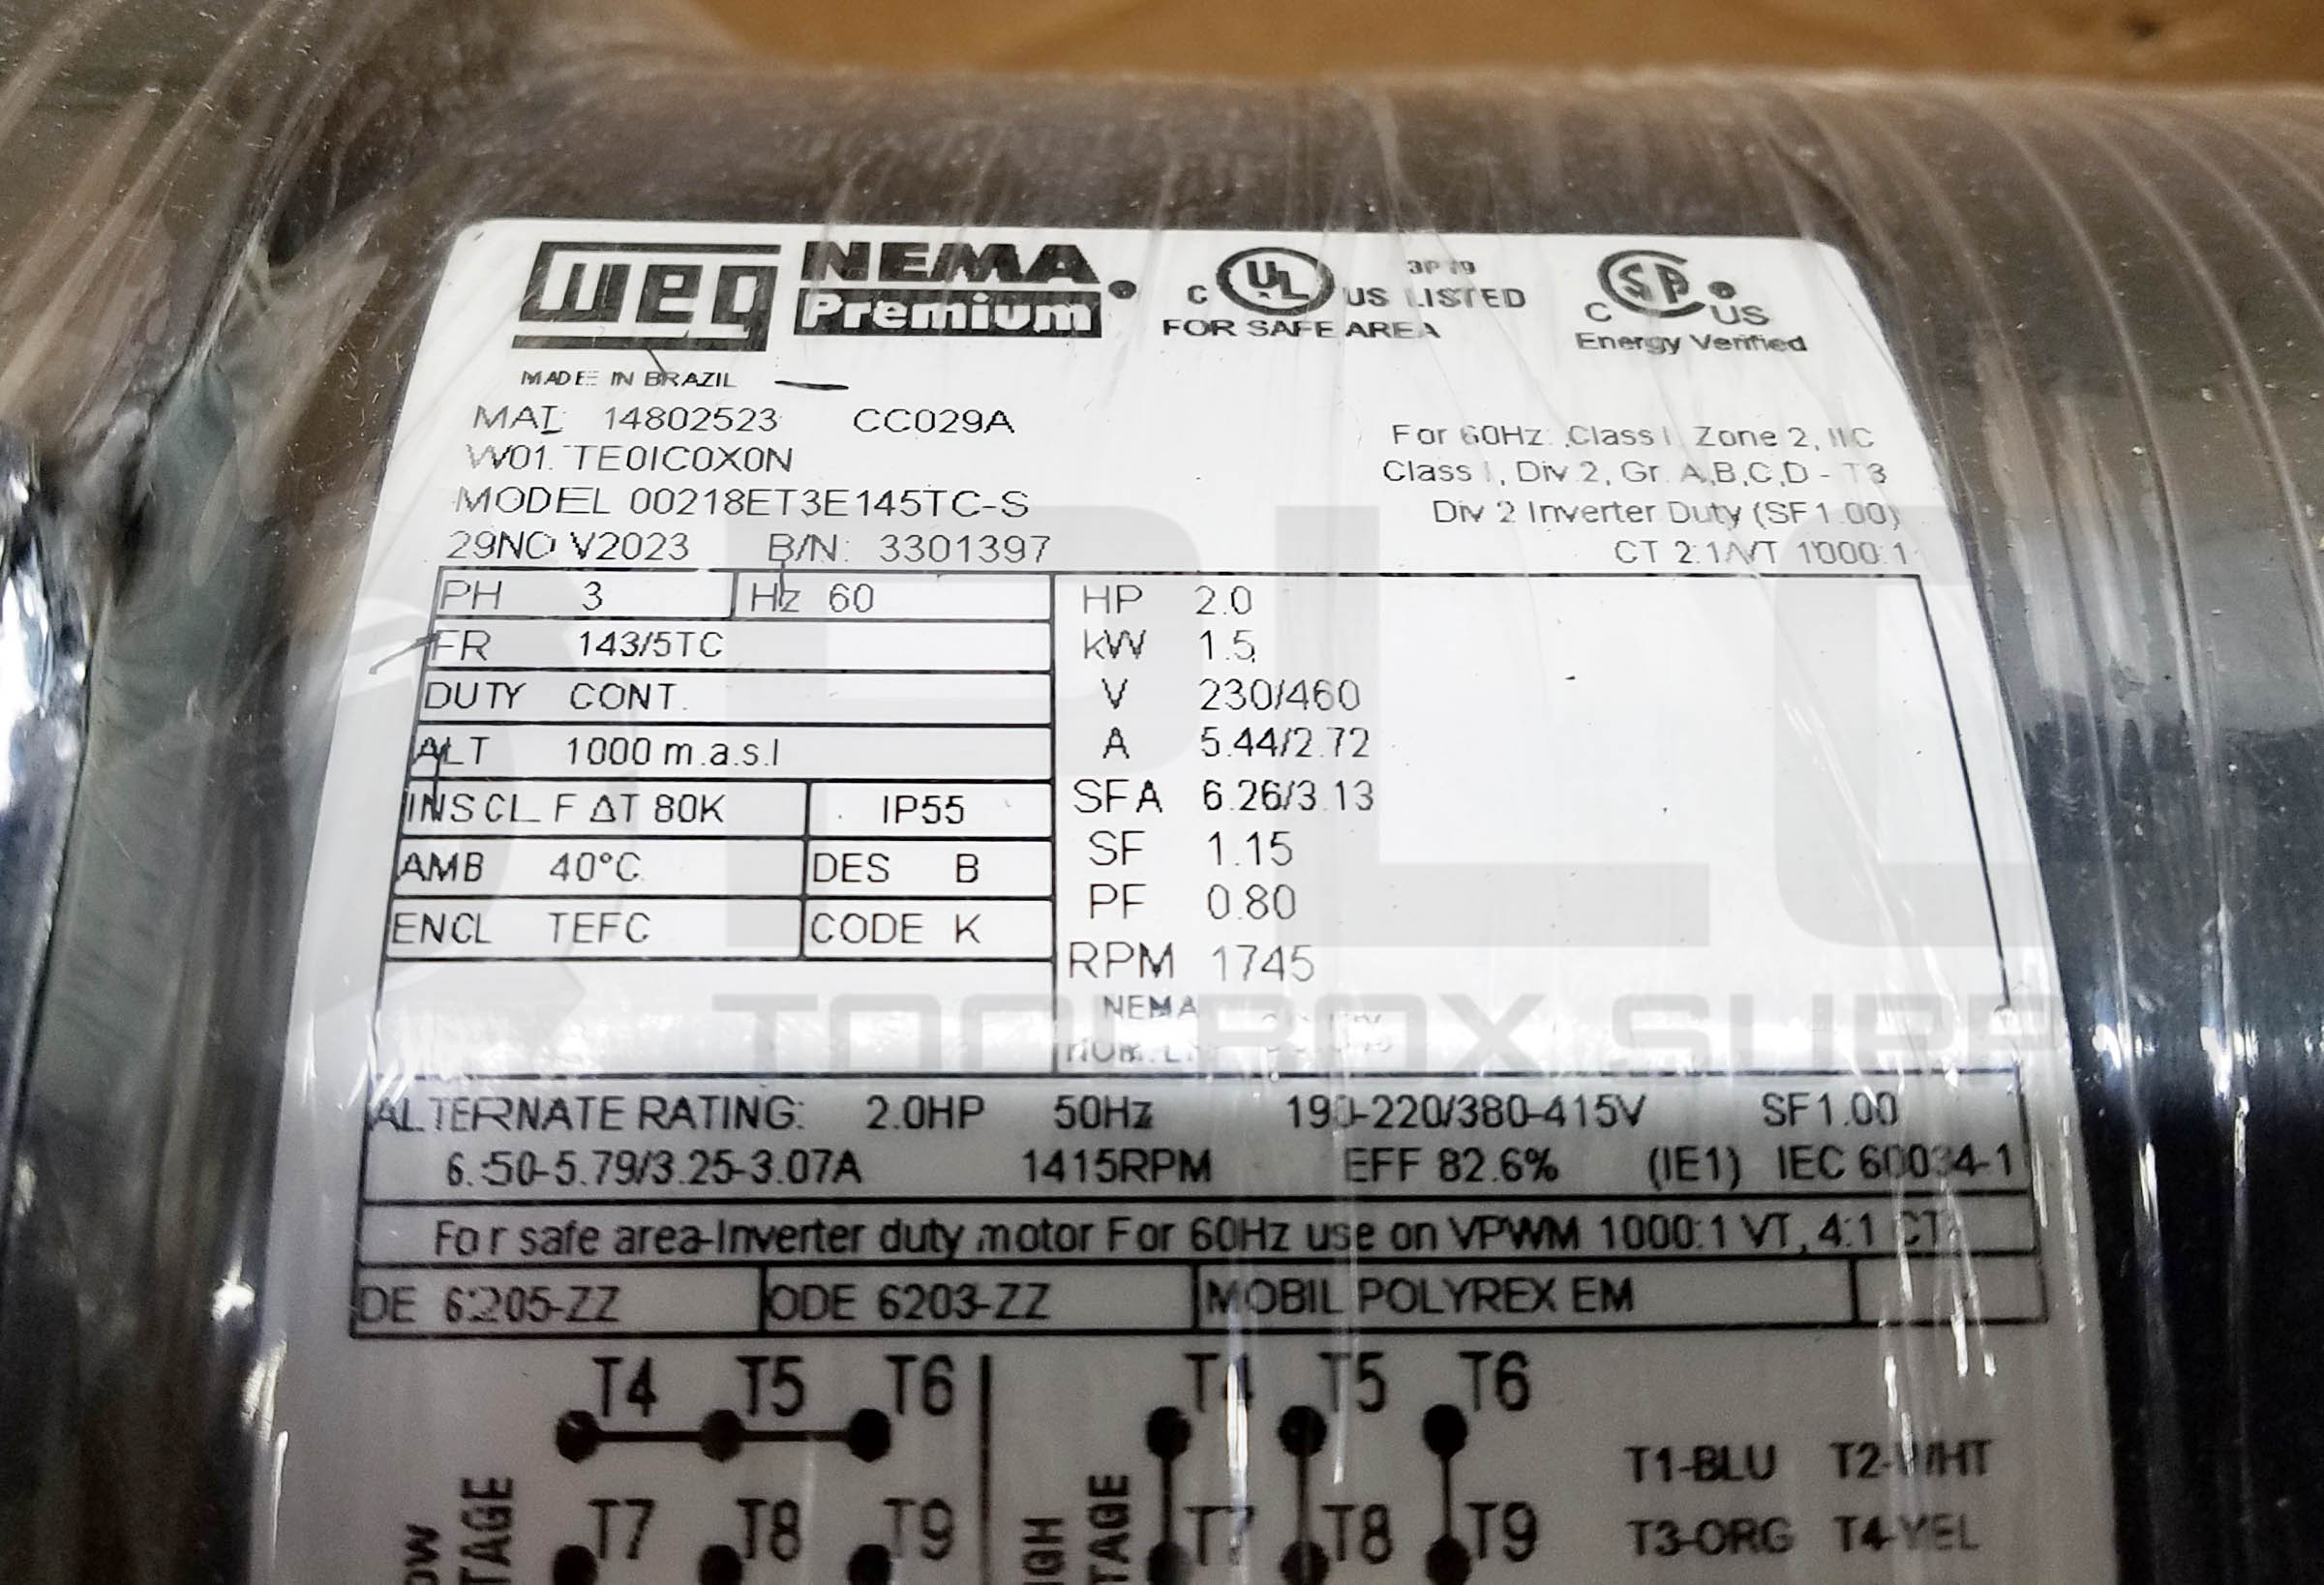 WEG NEMA Premium
C UL US LISTED
FOR SAFE AREA
C SP US
Energy Verified
MADE IN BRAZIL
MAT: 14802523 CC029A
W01.TE0IC0X0N
MODEL 00218ET3E145TC-S
29NOV2023 B/N: 3301397
For 60Hz: Class I, Zone 2, IIC
Class I, Div.2, Gr. A,B,C,D - T3
Div 2 Inverter Duty (SF1.00)
CT 2:1/VT 1000:1
PH 3 Hz 60
FR 143/5TC
DUTY CONT.
ALT 1000 m.a.s.l
INS CL F ΔT 80K IP55
AMB 40°C DES B
ENCL TEFC CODE K
HP 2.0
kW 1.5
V 230/460
A 5.44/2.72
SFA 6.26/3.13
SF 1.15
PF 0.80
RPM 1745
NEMA
ALTERNATE RATING: 2.0HP 50Hz 190-220/380-415V SF1.00
6.50-5.79/3.25-3.07A 1415RPM EFF 82.6% (IE1) IEC 60034-1
For safe area-Inverter duty motor For 60Hz use on VPWM 1000:1 VT, 4:1 CT
DE 6205-ZZ ODE 6203-ZZ MOBIL POLYREX EM
T4 T5 T6
T7 T8 T9
T4 T5 T6
T7 T8 T9
T1-BLU T2-WHT
T3-ORG T4-YEL
PLC
TOOLBOX SUPP